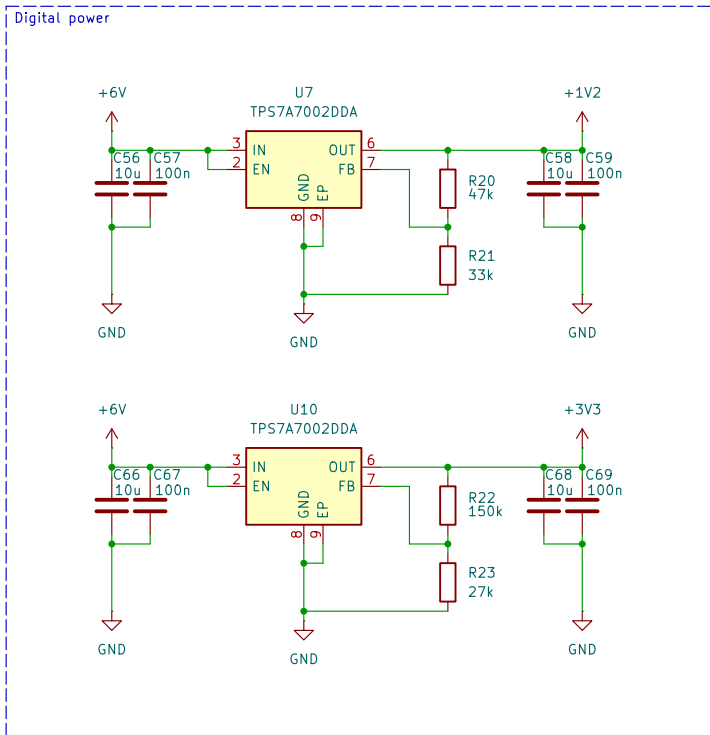 Digital power
+6V
U7
TPS7A7002DDA
+1V2
C56
10u
C57
100n
3
IN
OUT
6
2
EN
FB
7
GND
EP
8
9
R20
47k
R21
33k
C58
10u
C59
100n
GND
GND
GND
+6V
U10
TPS7A7002DDA
+3V3
C66
10u
C67
100n
3
IN
OUT
6
2
EN
FB
7
GND
EP
8
9
R22
150k
R23
27k
C68
10u
C69
100n
GND
GND
GND